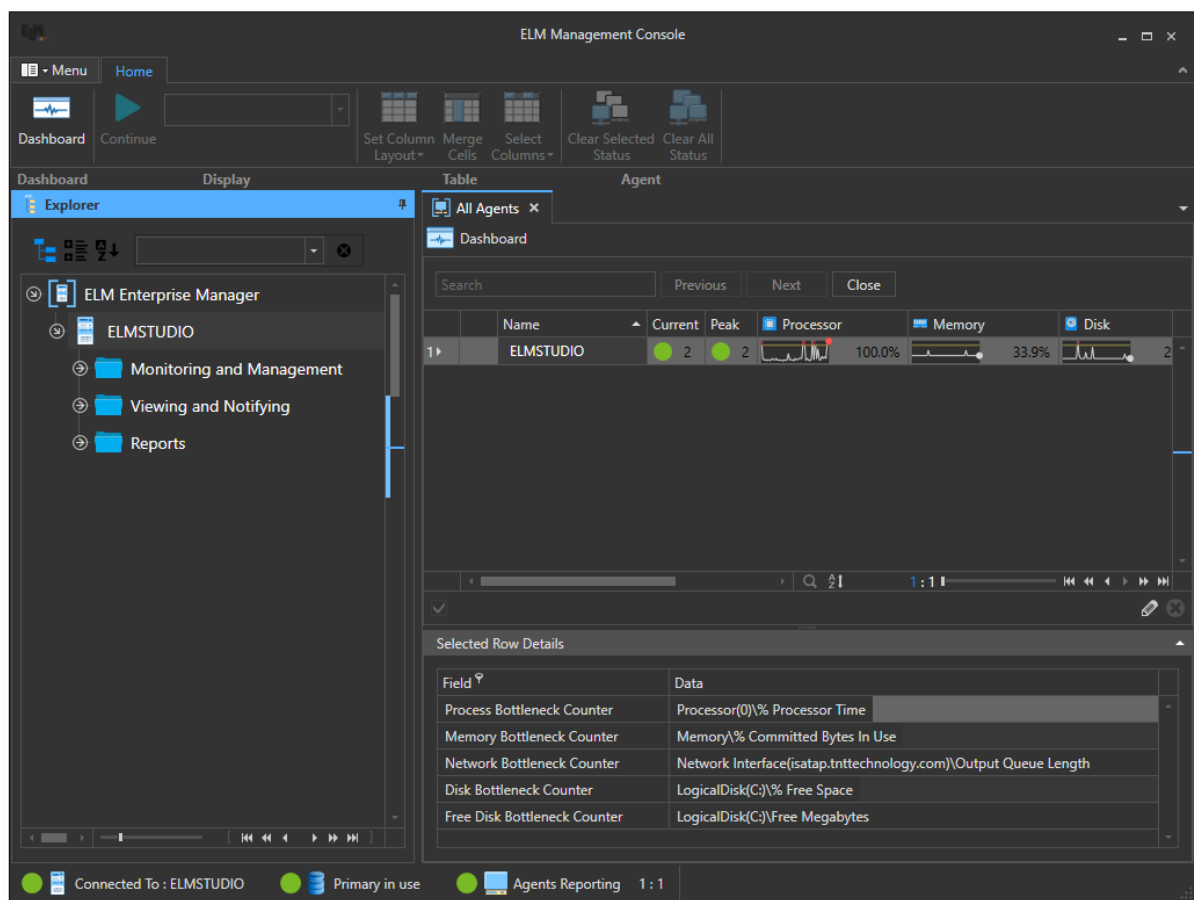 ELM Management Console
Menu Home
Dashboard Continue Set Column Layout Merge Cells Select Columns Clear Selected Status Clear All Status
Dashboard Display Table Agent
Explorer
All Agents
Dashboard
Search Previous Next Close
ELM Enterprise Manager
ELMSTUDIO
Monitoring and Management
Viewing and Notifying
Reports
Name Current Peak Processor Memory Disk
1 ELMSTUDIO 2 2 100.0% 33.9% 2
1 : 1
Selected Row Details
Field Data
Process Bottleneck Counter Processor(0)\% Processor Time
Memory Bottleneck Counter Memory\% Committed Bytes In Use
Network Bottleneck Counter Network Interface(isatap.tnttechnology.com)\Output Queue Length
Disk Bottleneck Counter LogicalDisk(C:)\% Free Space
Free Disk Bottleneck Counter LogicalDisk(C:)\Free Megabytes
Connected To : ELMSTUDIO Primary in use Agents Reporting 1 : 1